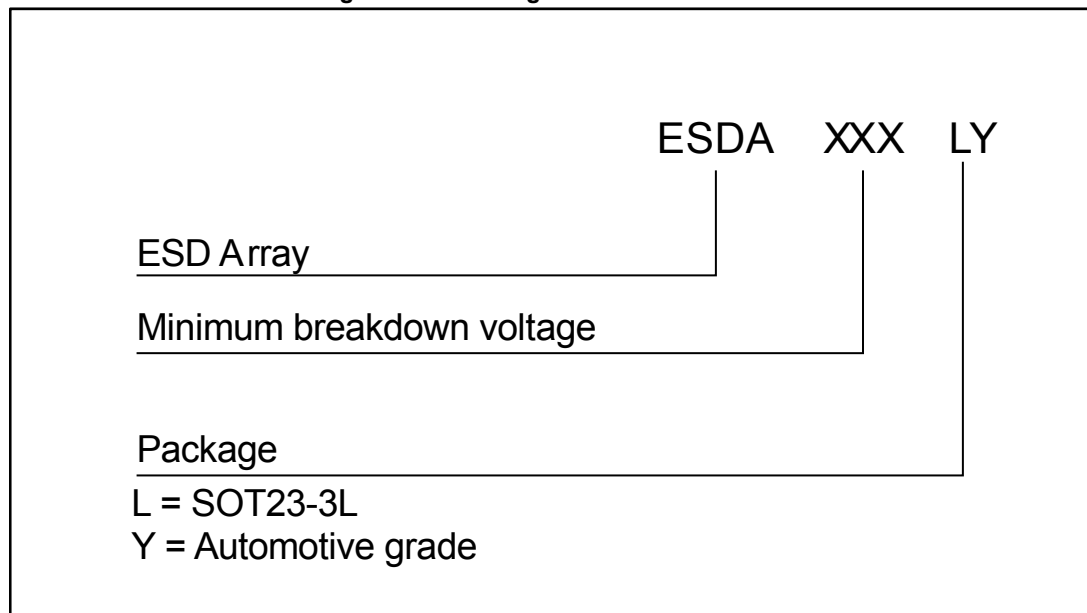 ESDA XXX LY
ESD Array
Minimum breakdown voltage
Package
L = SOT23-3L
Y = Automotive grade